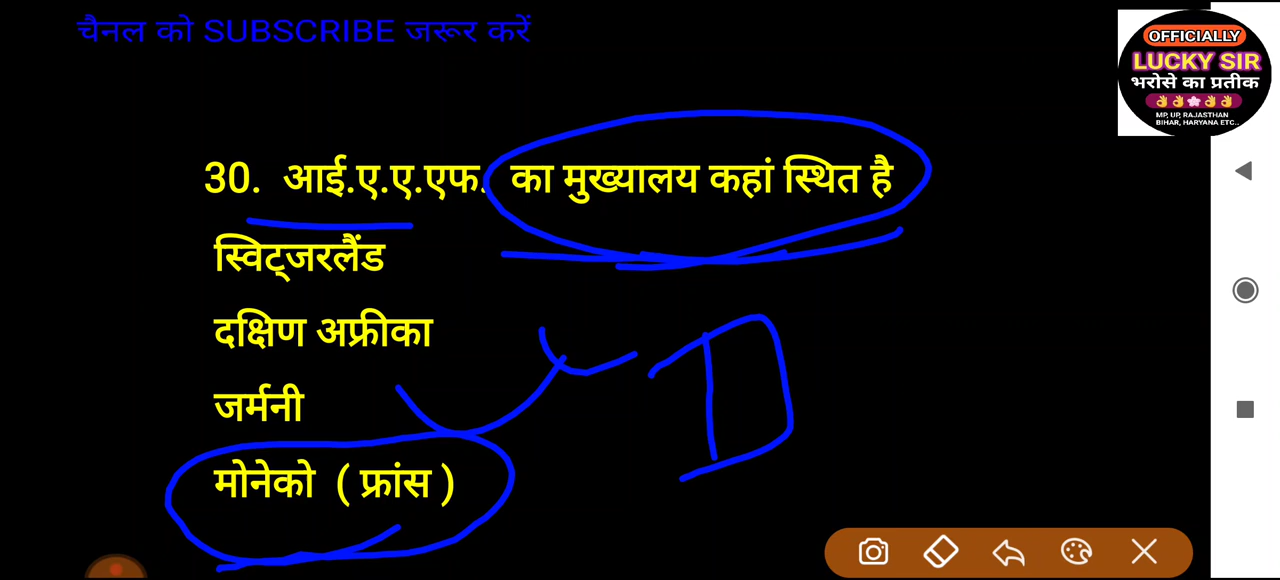 चैनल को SUBSCRIBE जरूर करें
OFFICIALLY
LUCKY SIR
भरोसे का प्रतीक
MP, UP, RAJASTHAN
BIHAR, HARYANA ETC..
30. आई.ए.ए.एफ. का मुख्यालय कहां स्थित है
स्विट्जरलैंड
दक्षिण अफ्रीका
जर्मनी
मोनेको ( फ्रांस )
D